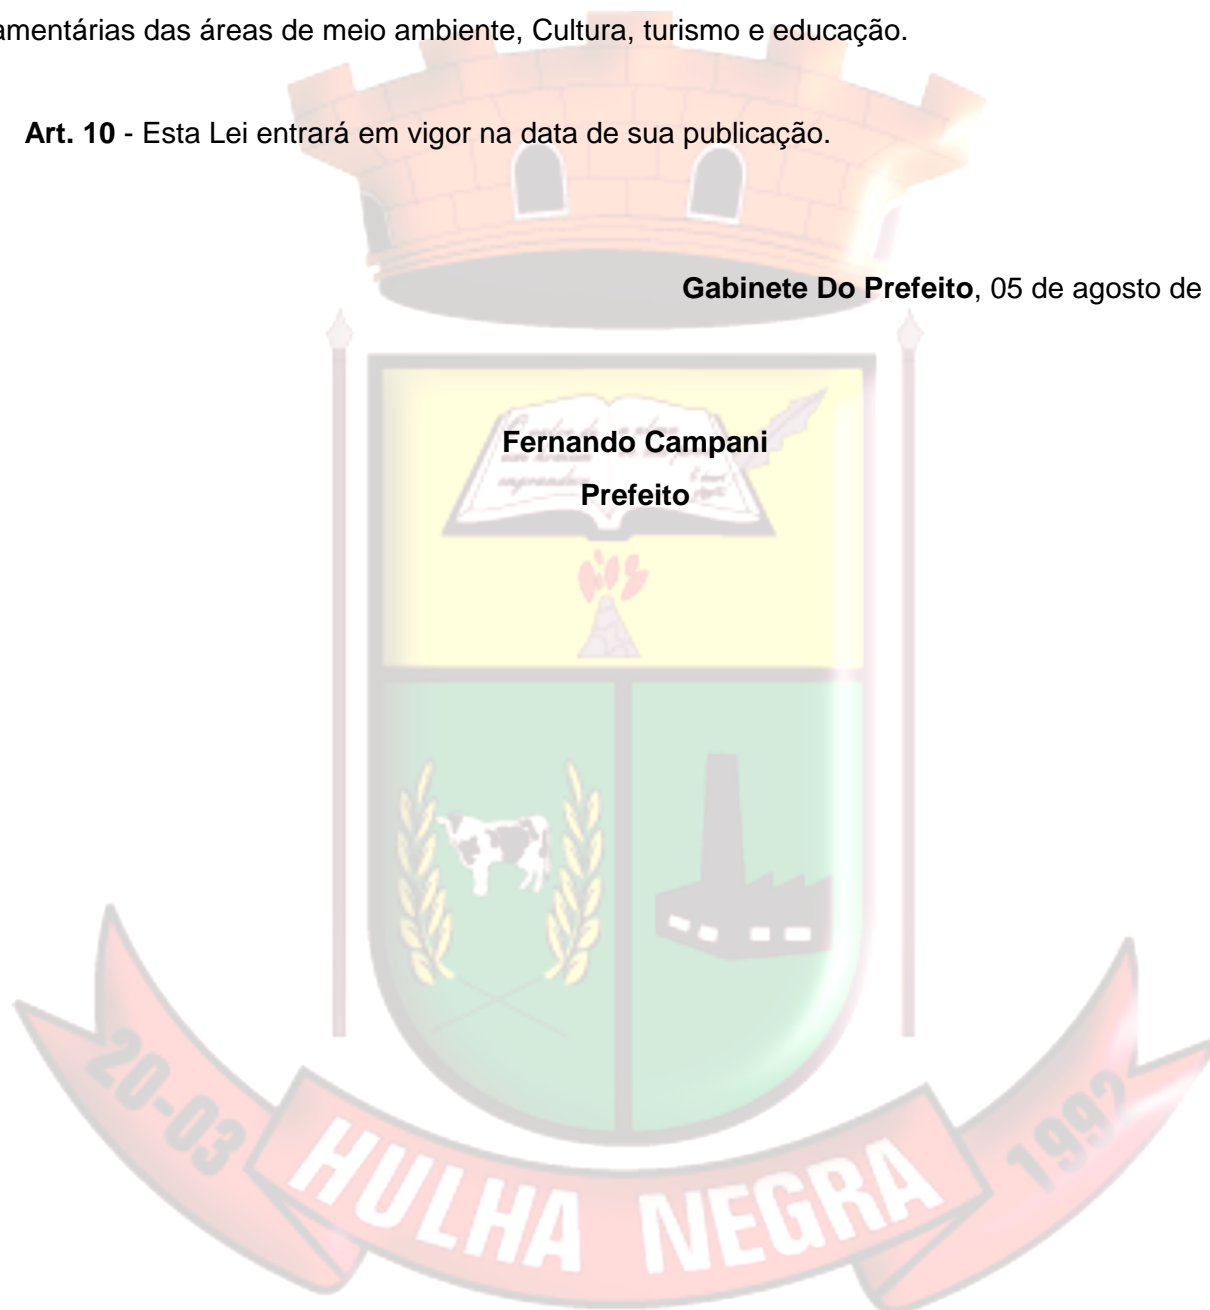 amentárias das áreas de meio ambiente, Cultura, turismo e educação.
Art. 10 - Esta Lei entrará em vigor na data de sua publicação.
Gabinete Do Prefeito, 05 de agosto de
Fernando Campani
Prefeito
20-03
HULHA NEGRA
1992